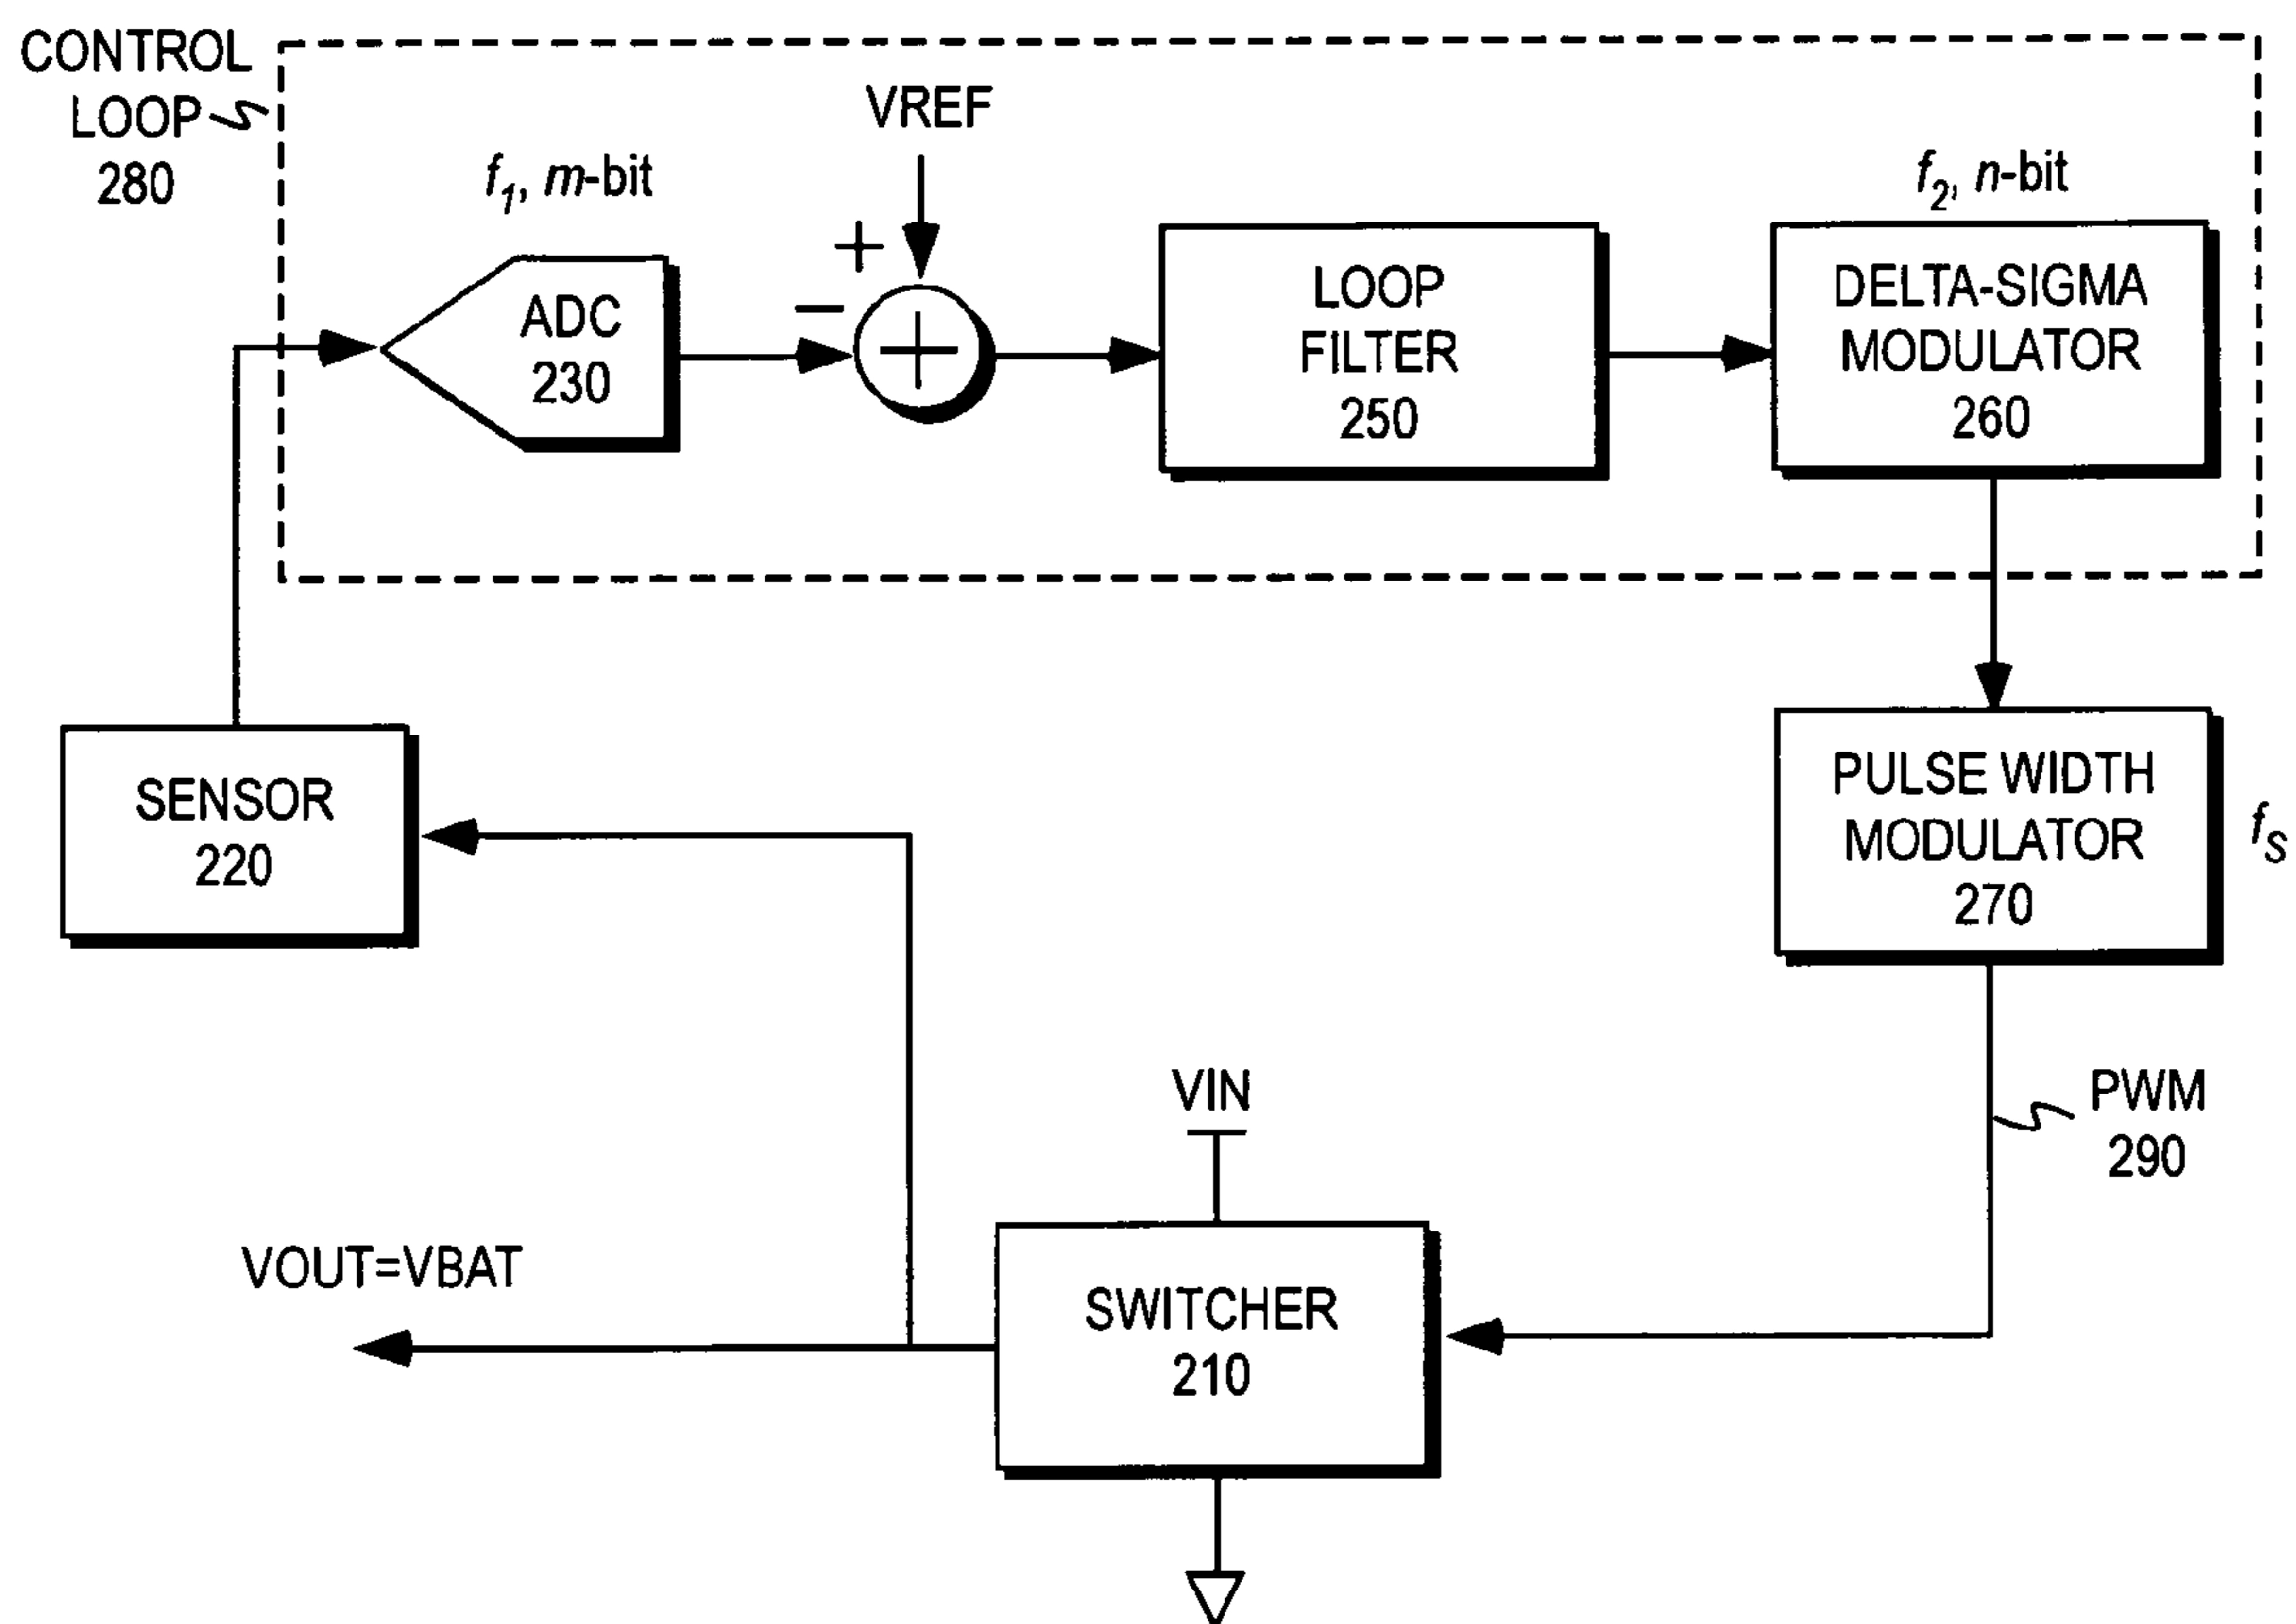 CONTROL
LOOP
280
VREF
f1, m-bit
f2, n-bit
+
−
ADC
230
+
LOOP
FILTER
250
DELTA-SIGMA
MODULATOR
260
SENSOR
220
PULSE WIDTH
MODULATOR
270
fS
VIN
PWM
290
VOUT=VBAT
SWITCHER
210